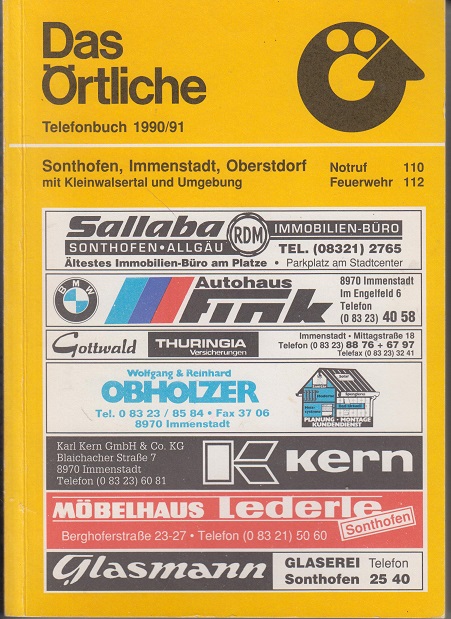 Das
Örtliche
Telefonbuch 1990/91
Sonthofen, Immenstadt, Oberstdorf
mit Kleinwalsertal und Umgebung
Notruf 110
Feuerwehr 112
Sallaba RDM IMMOBILIEN-BÜRO
SONTHOFEN•ALLGÄU TEL. (08321) 2765
Ältestes Immobilien-Büro am Platze • Parkplatz am Stadtcenter
BMW
Autohaus
Fink
8970 Immenstadt
Im Engelfeld 6
Telefon
(0 83 23) 40 58
Gottwald THURINGIA
Versicherungen
Immenstadt • Mittagstraße 18
Telefon (0 83 23) 88 76 + 67 97
Telefax (0 83 23) 32 41
Wolfgang & Reinhard
OBHOLZER
Tel. 0 83 23 / 85 84 • Fax 37 06
8970 Immenstadt
PLANUNG - MONTAGE
KUNDENDIENST
Karl Kern GmbH & Co. KG
Blaichacher Straße 7
8970 Immenstadt
Telefon (0 83 23) 60 81
K Kern
MÖBELHAUS Lederle
Berghoferstraße 23-27 • Telefon (0 83 21) 50 60
Sonthofen
Glasmann
GLASEREI Telefon
Sonthofen 25 40